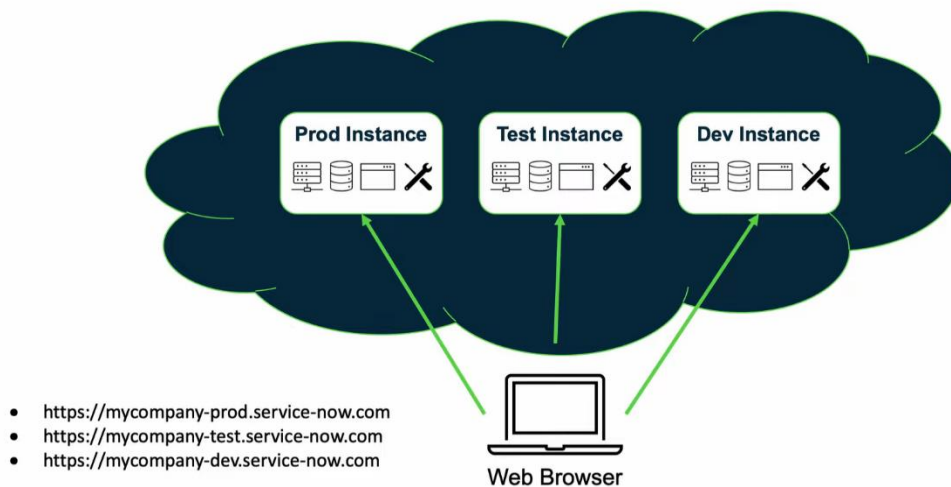 Prod Instance
Test Instance
Dev Instance
https://mycompany-prod.service-now.com
https://mycompany-test.service-now.com
https://mycompany-dev.service-now.com
Web Browser